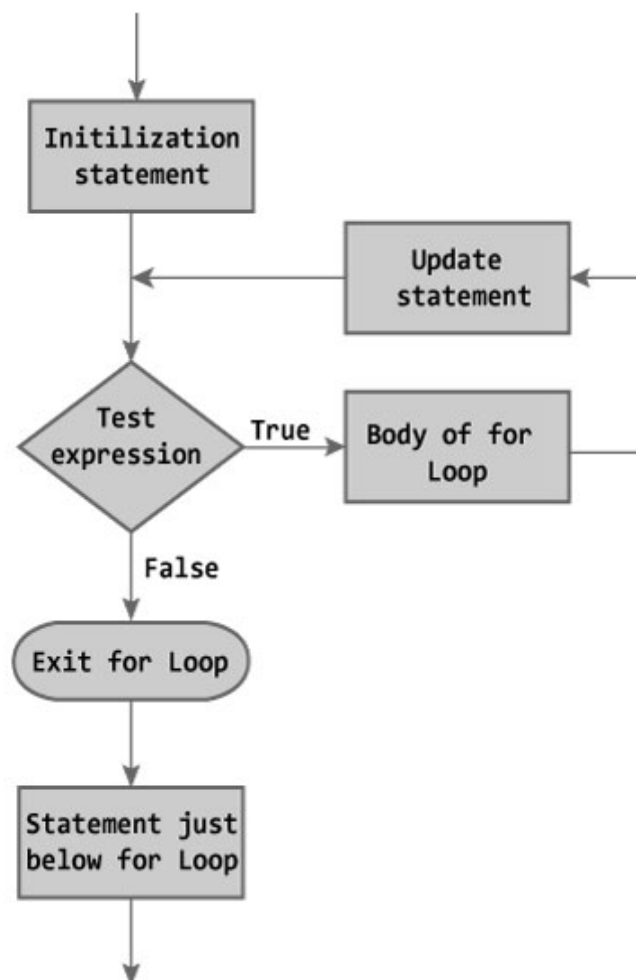 Initilization
statement
Update
statement
Test
expression
True
Body of for
Loop
False
Exit for Loop
Statement just
below for Loop